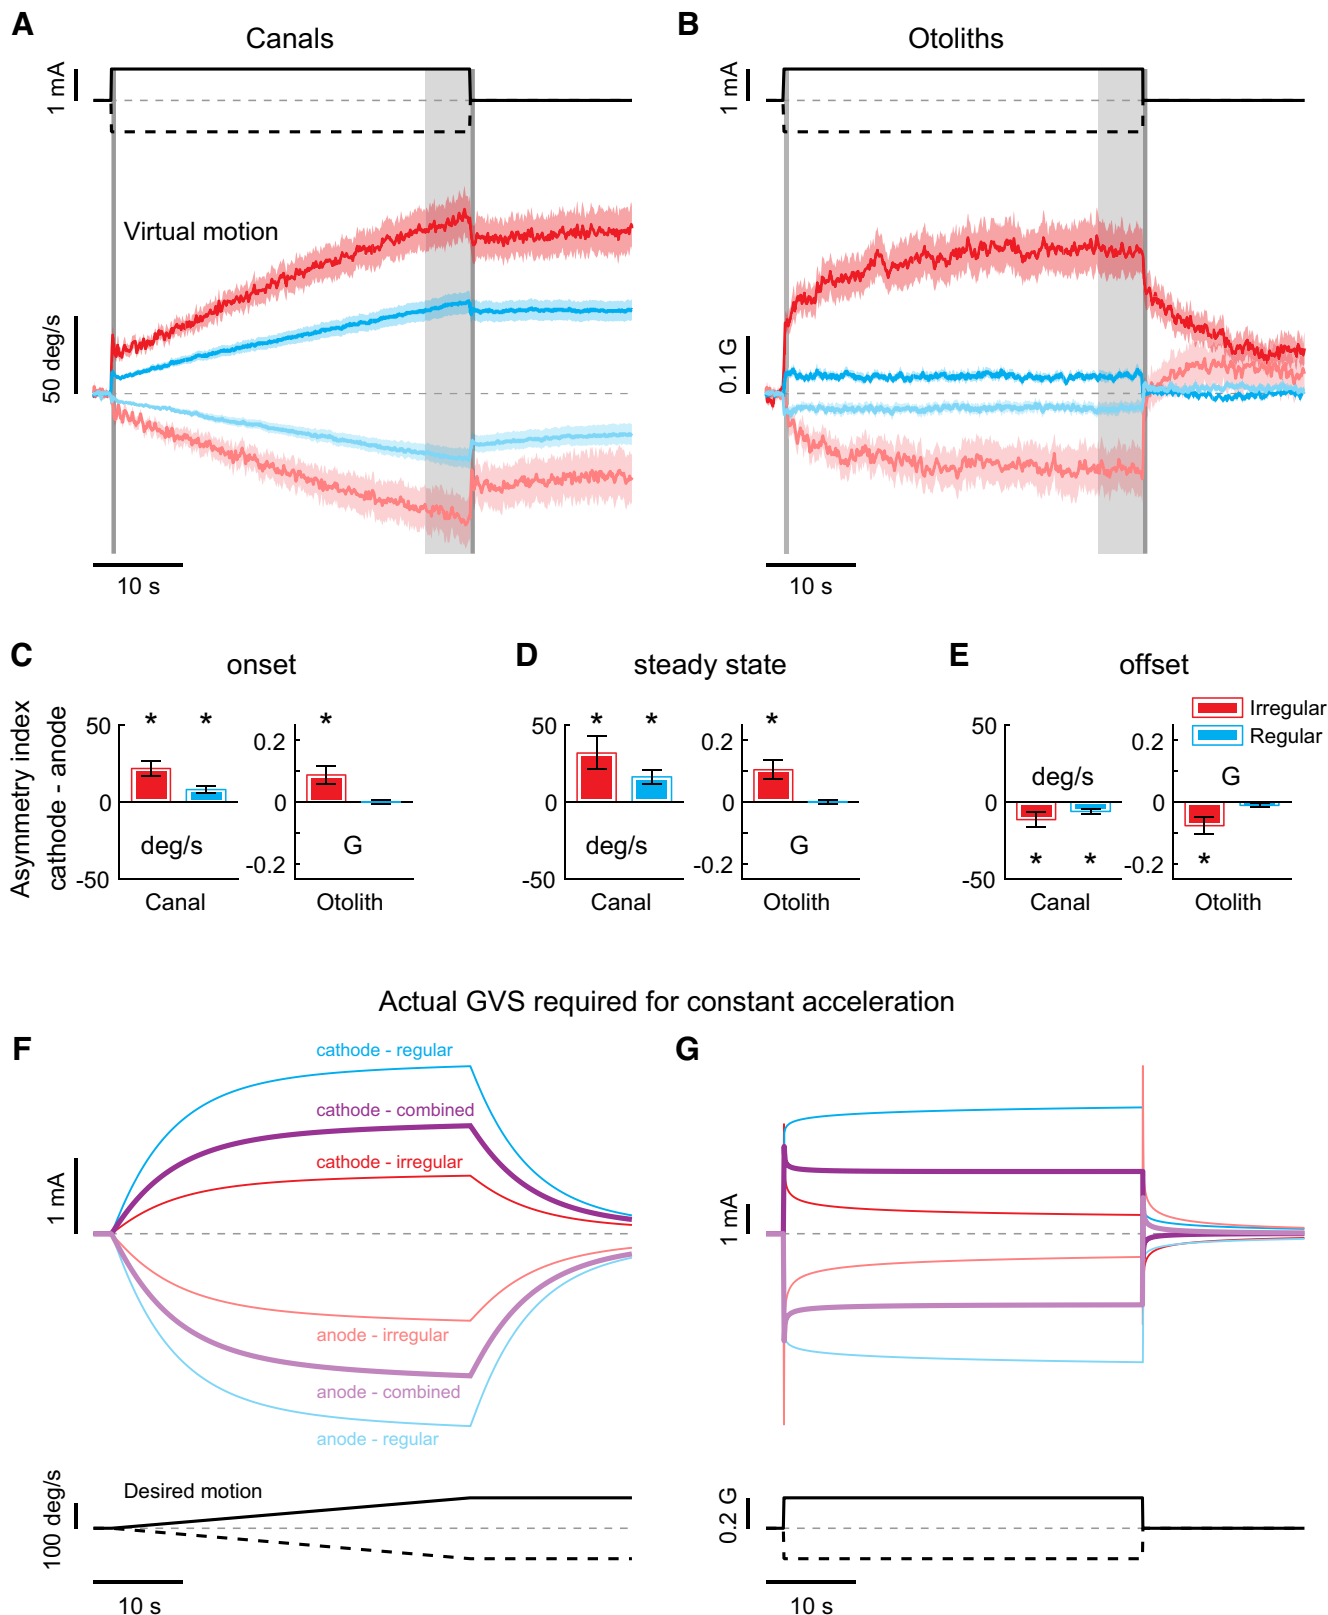 A
Canals
1 mA
Virtual motion
50 deg/s
10 s
B
Otoliths
1 mA
0.1 G
10 s
C
onset
Asymmetry index
cathode - anode
50
0
-50
*
*
deg/s
Canal
0.2
0
-0.2
*
G
Otolith
D
steady state
50
0
-50
*
*
deg/s
Canal
0.2
0
-0.2
*
G
Otolith
E
offset
Irregular
Regular
50
0
-50
deg/s
*
*
Canal
0.2
0
-0.2
G
*
Otolith
Actual GVS required for constant acceleration
F
cathode - regular
cathode - combined
cathode - irregular
1 mA
anode - irregular
anode - combined
anode - regular
Desired motion
100 deg/s
10 s
G
1 mA
0.2 G
10 s